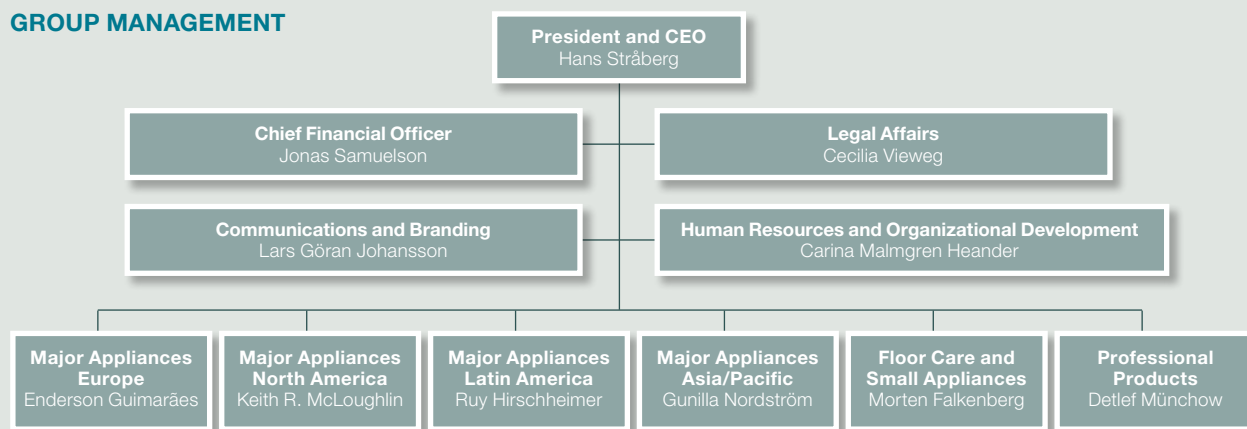 GROUP MANAGEMENT
President and CEO
Hans Stråberg
Chief Financial Officer
Jonas Samuelson
Legal Affairs
Cecilia Vieweg
Communications and Branding
Lars Göran Johansson
Human Resources and Organizational Development
Carina Malmgren Heander
Major Appliances
Europe
Enderson Guimarães
Major Appliances
North America
Keith R. McLoughlin
Major Appliances
Latin America
Ruy Hirschheimer
Major Appliances
Asia/Pacific
Gunilla Nordström
Floor Care and
Small Appliances
Morten Falkenberg
Professional
Products
Detlef Münchow